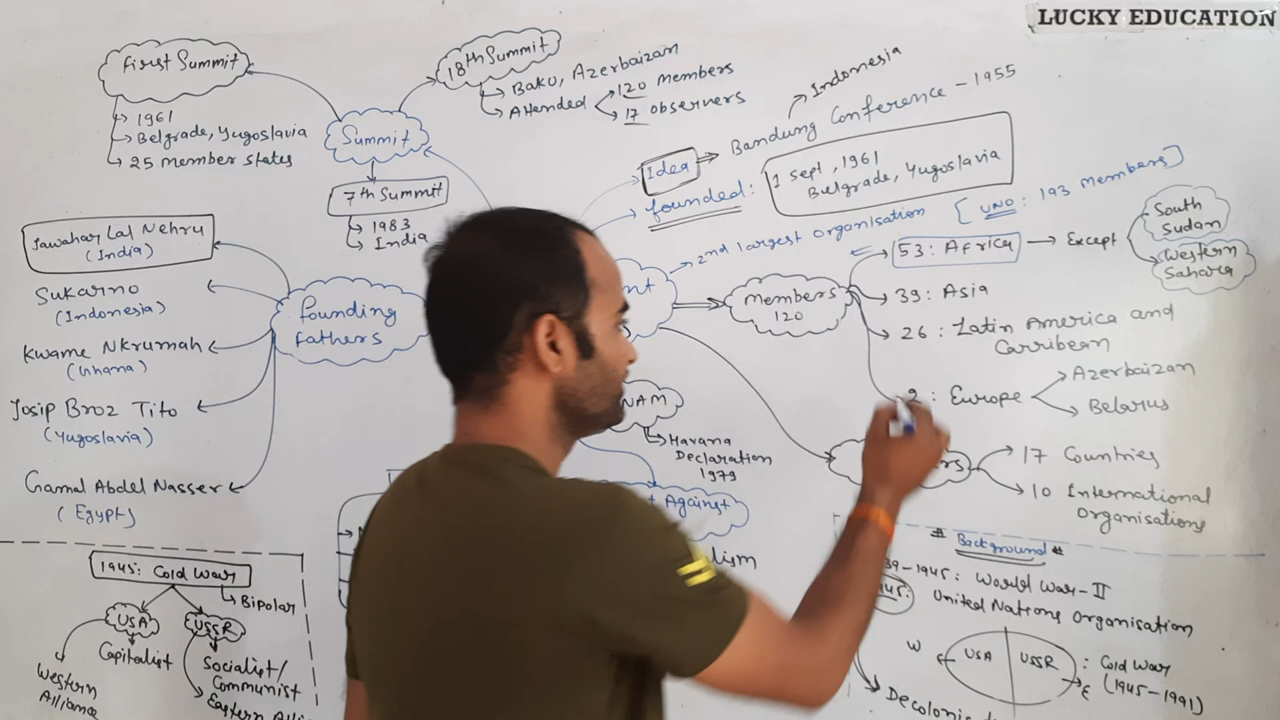 LUCKY EDUCATION
First Summit
1961
Belgrade, Yugoslavia
25 member states
Summit
18th Summit
Baku, Azerbaizan
Attended
120 members
17 observers
7th Summit
1983
India
Idea
Bandung Conference - 1955
Indonesia
founded:
1 sept, 1961
Belgrade, Yugoslavia
2nd largest organisation
[UNO: 193 members]
founding
fathers
Jawahar Lal Nehru
(India)
Sukarno
(Indonesia)
Kwame Nkrumah
(Ghana)
Josip Broz Tito
(Yugoslavia)
Gamal Abdel Nasser
(Egypt)
members
120
53: Africa
Except
South
Sudan
Western
Sahara
39: Asia
26: Latin America and
Carribean
2: Europe
Azerbaizan
Belarus
17 Countries
10 International
Organisations
NAM
Havana
Declaration
1979
Against
1945: Cold War
Bipolar
USA
USSR
Capitalist
Western
Alliance
Socialist/
Communist
Eastern
# Background #
39-1945: World War-II
45: United Nations Organisation
W
USA
USSR
E
: Cold War
(1945-1991)